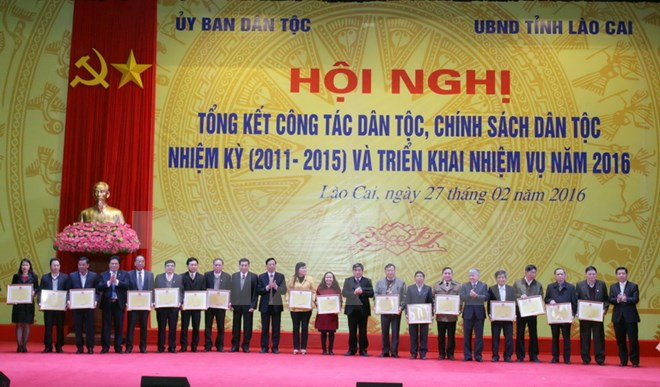 ỦY BAN DÂN TỘC
UBND TỈNH LÀO CAI
HỘI NGHỊ
TỔNG KẾT CÔNG TÁC DÂN TỘC, CHÍNH SÁCH DÂN TỘC
NHIỆM KỲ (2011- 2015) VÀ TRIỂN KHAI NHIỆM VỤ NĂM 2016
Lào Cai, ngày 27 tháng 02 năm 2016